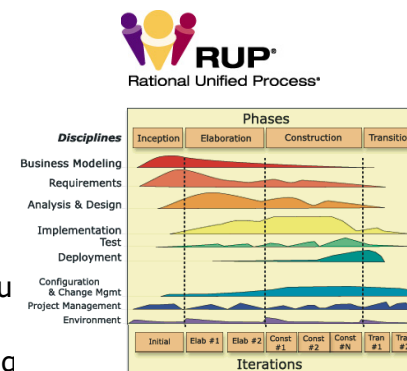 RUP®
Rational Unified Process®
Phases
Disciplines Inception Elaboration Construction
Business Modeling
Requirements
Analysis & Design
Implementation
Test
Deployment
Configuration
& Change Mgmt
Project Management
Environment
Initial Elab #1 Elab #2 Const #1 Const #2 Const #N Tran #1
Iterations